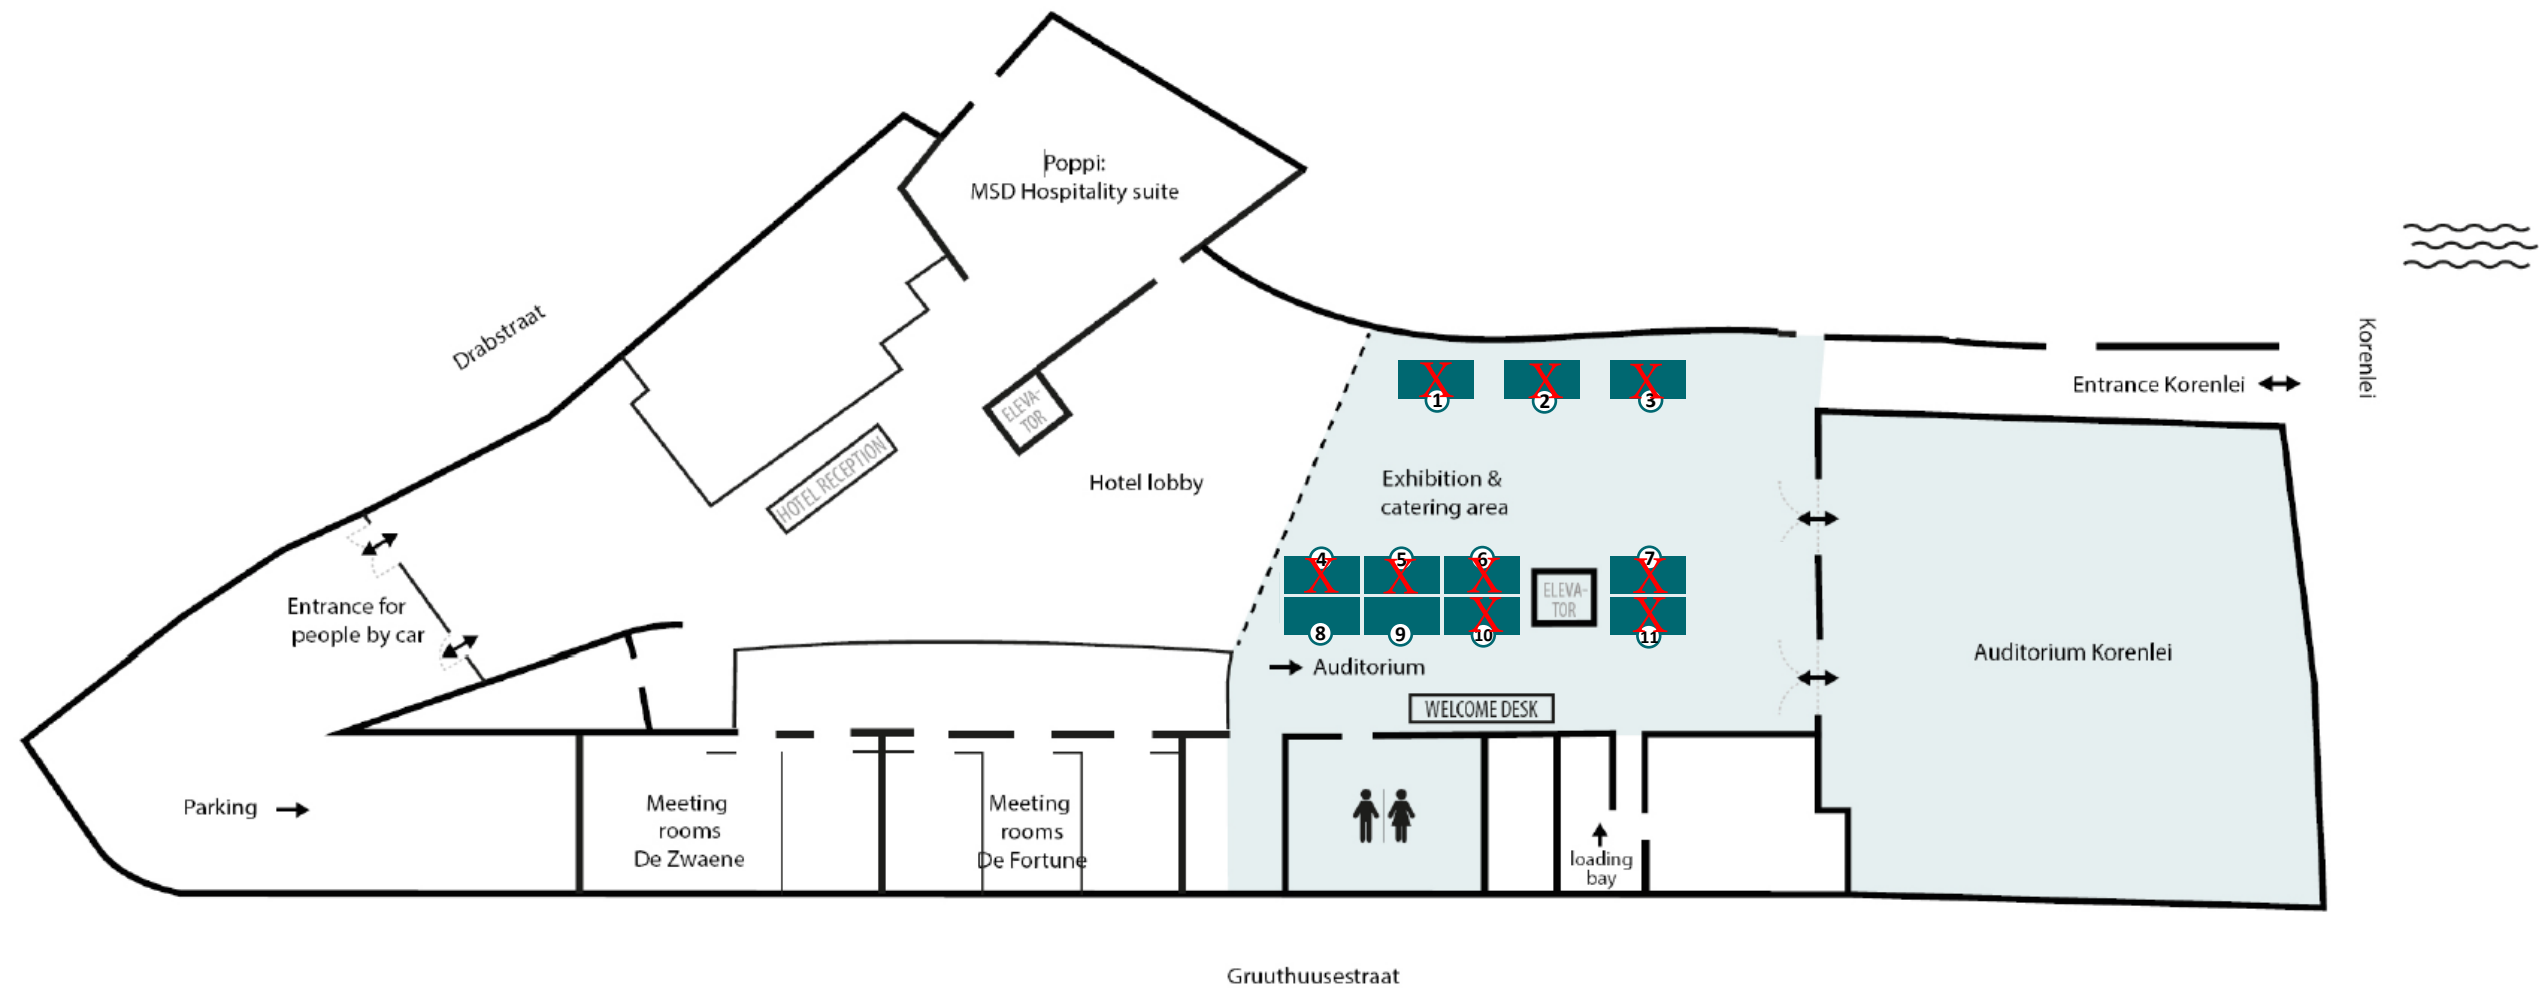 Poppi:
MSD Hospitality suite
Drabstraat
Korenlei
Entrance Korenlei
X
1
X
2
X
3
ELEVA-
TOR
HOTEL RECEPTION
Hotel lobby
Exhibition &
catering area
4
X
5
X
6
X
7
X
8
9
X
10
X
11
ELEVA-
TOR
Entrance for
people by car
Auditorium
Auditorium Korenlei
WELCOME DESK
Parking
Meeting
rooms
De Zwaene
Meeting
rooms
De Fortune
loading
bay
Gruuthuusestraat